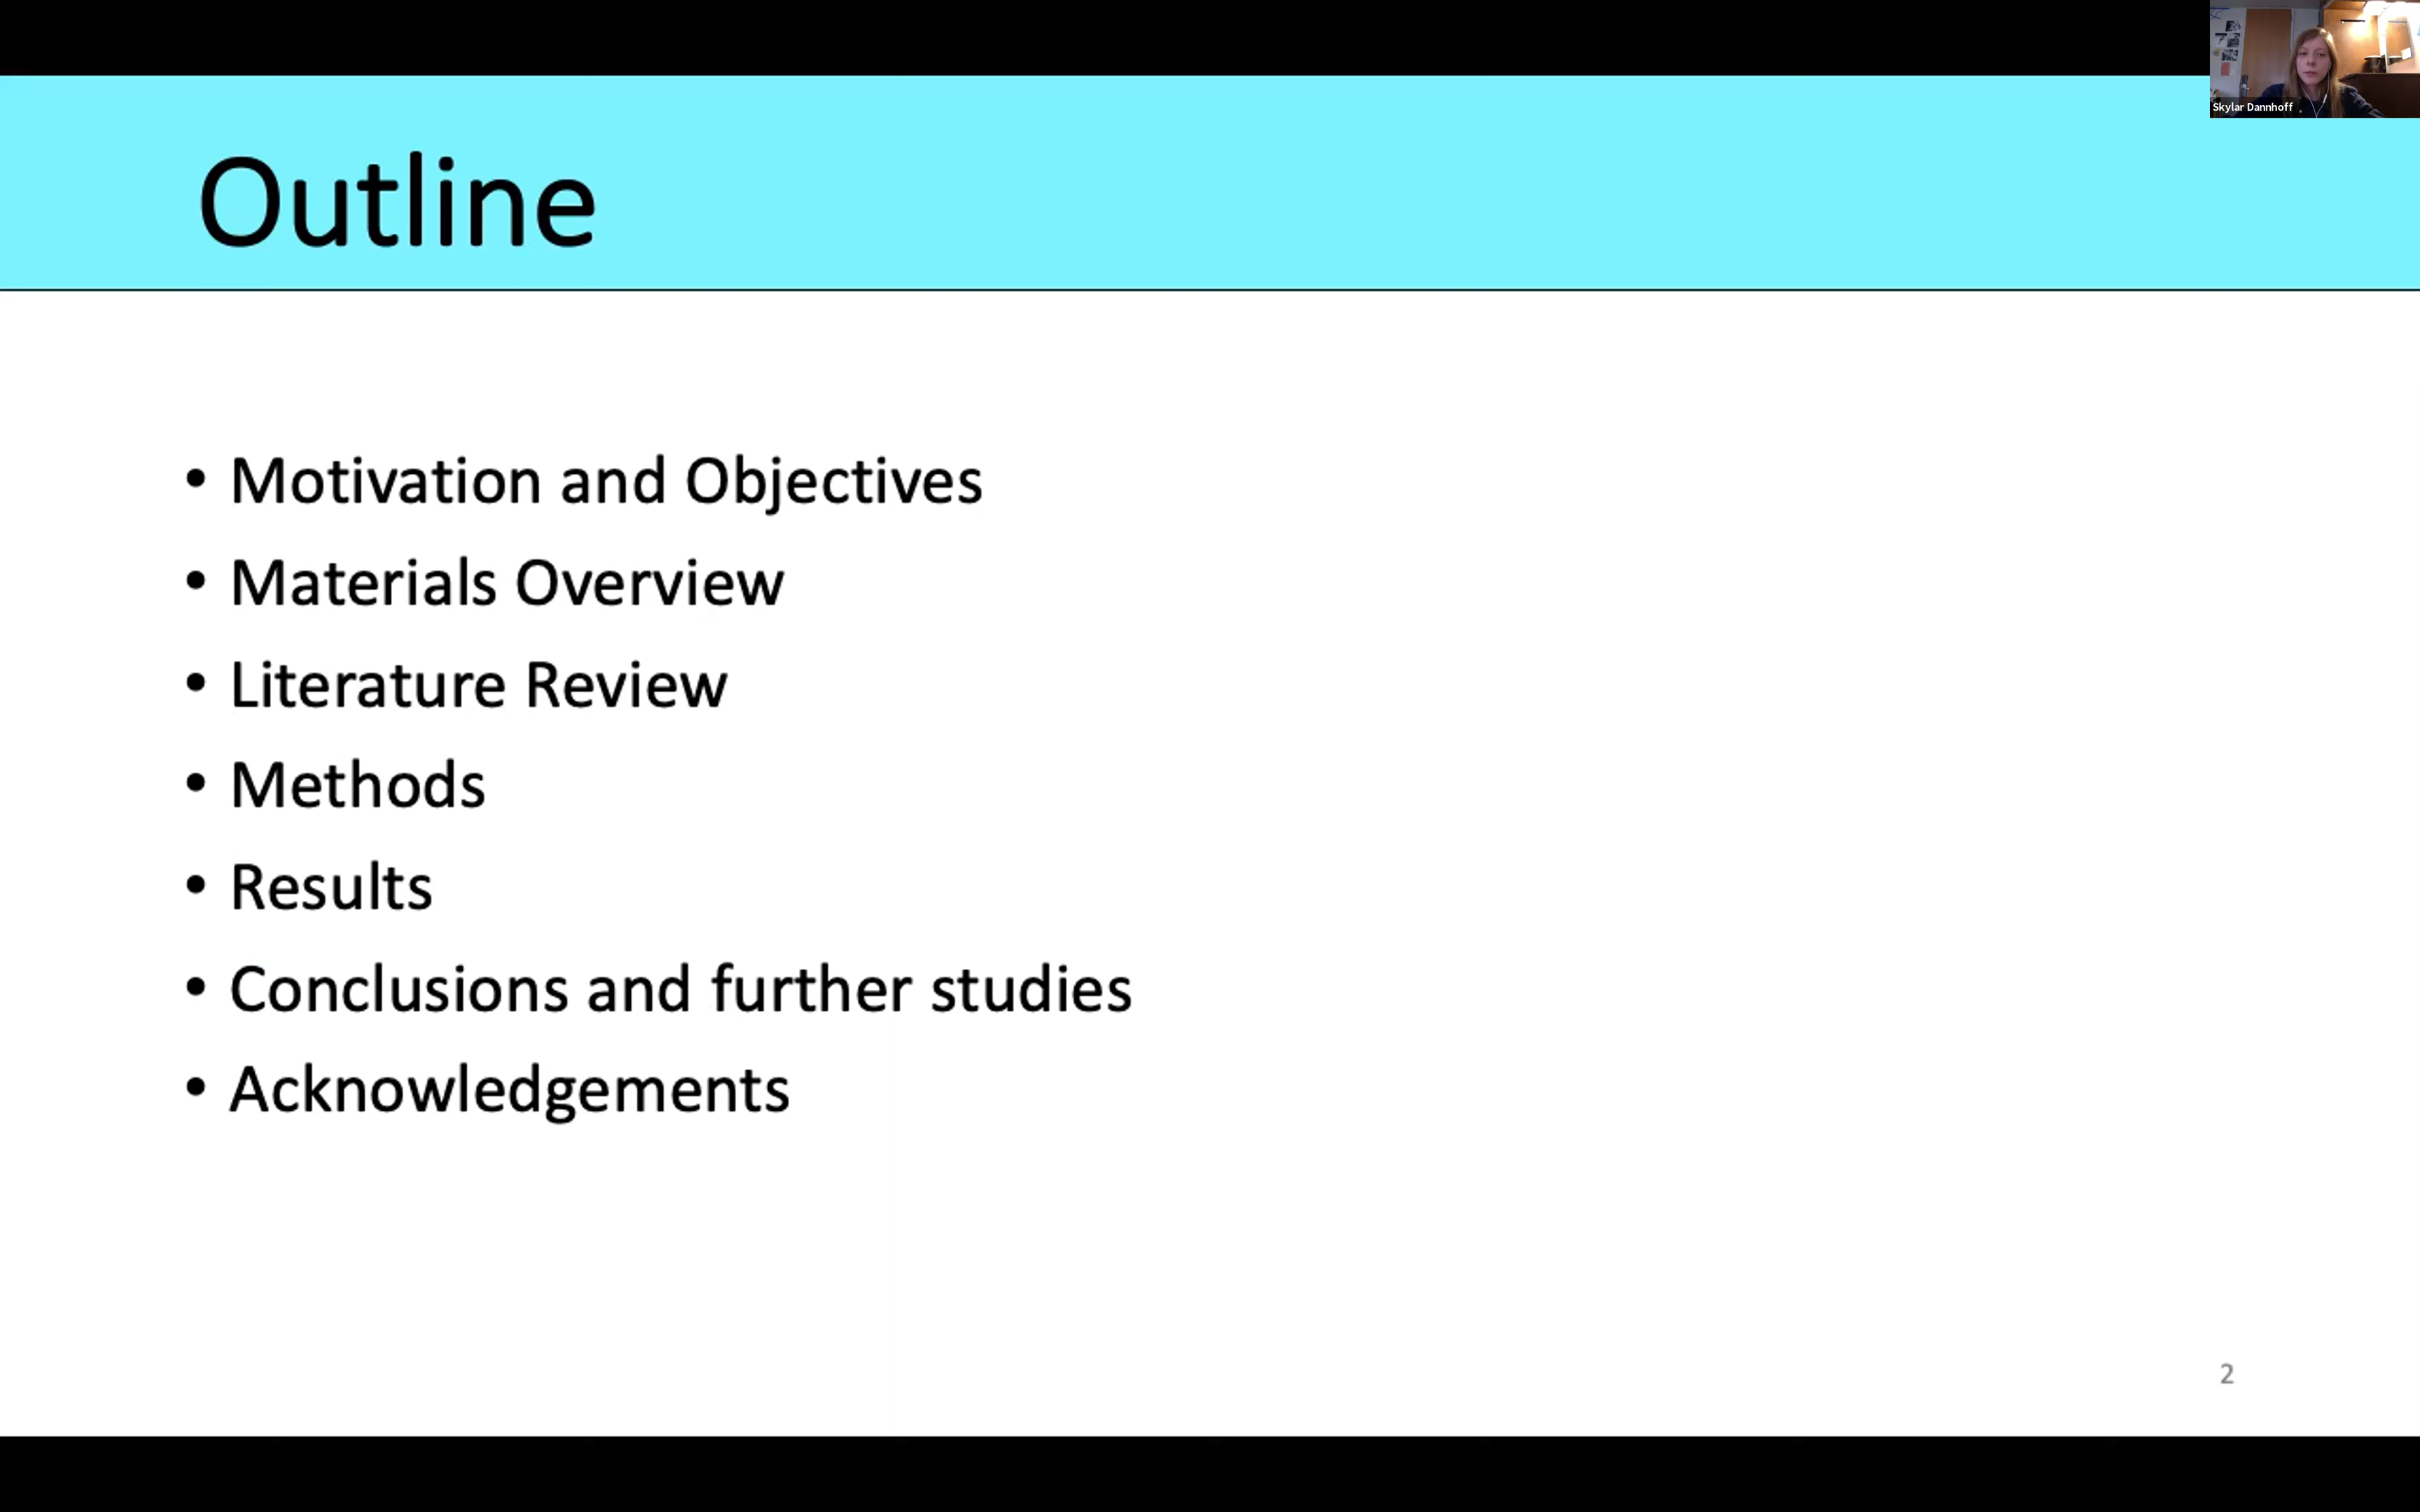 Skylar Dannhoff
Outline
• Motivation and Objectives
• Materials Overview
• Literature Review
• Methods
• Results
• Conclusions and further studies
• Acknowledgements
2